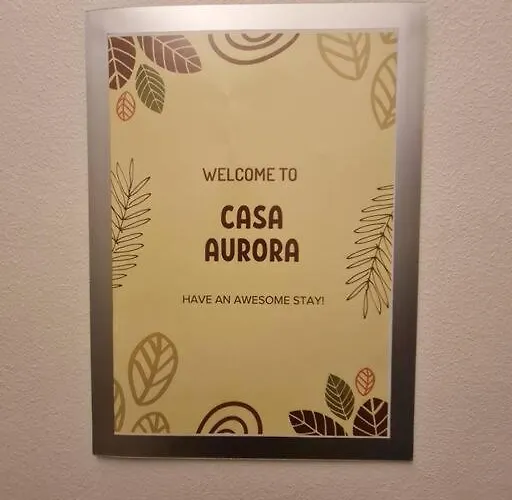 WELCOME TO
CASA
AURORA
HAVE AN AWESOME STAY!